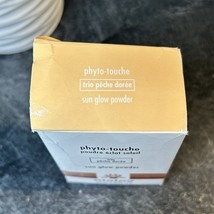 phyto-touche
trio pêche dorée
sun glow powder
phyto-touche
poudre éclat soleil
sun glow powder